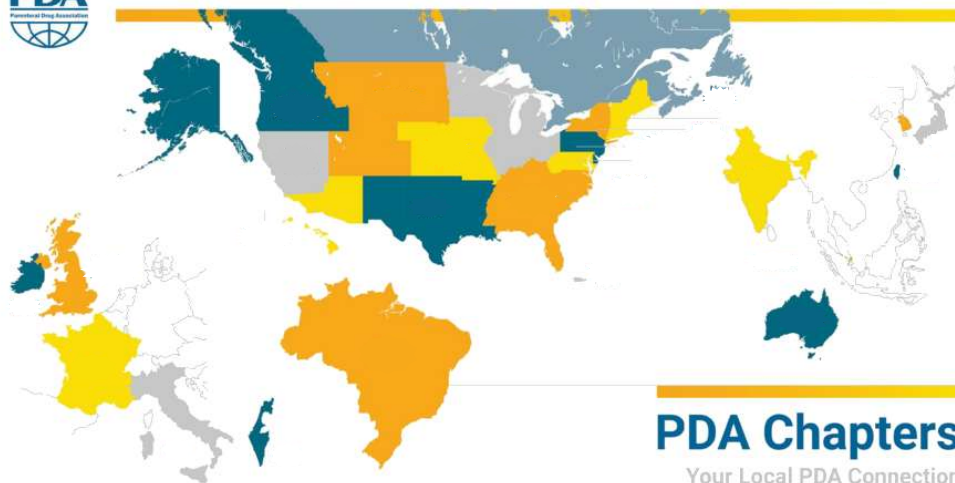 PDA
Parenteral Drug Association
PDA Chapters
Your Local PDA Connection